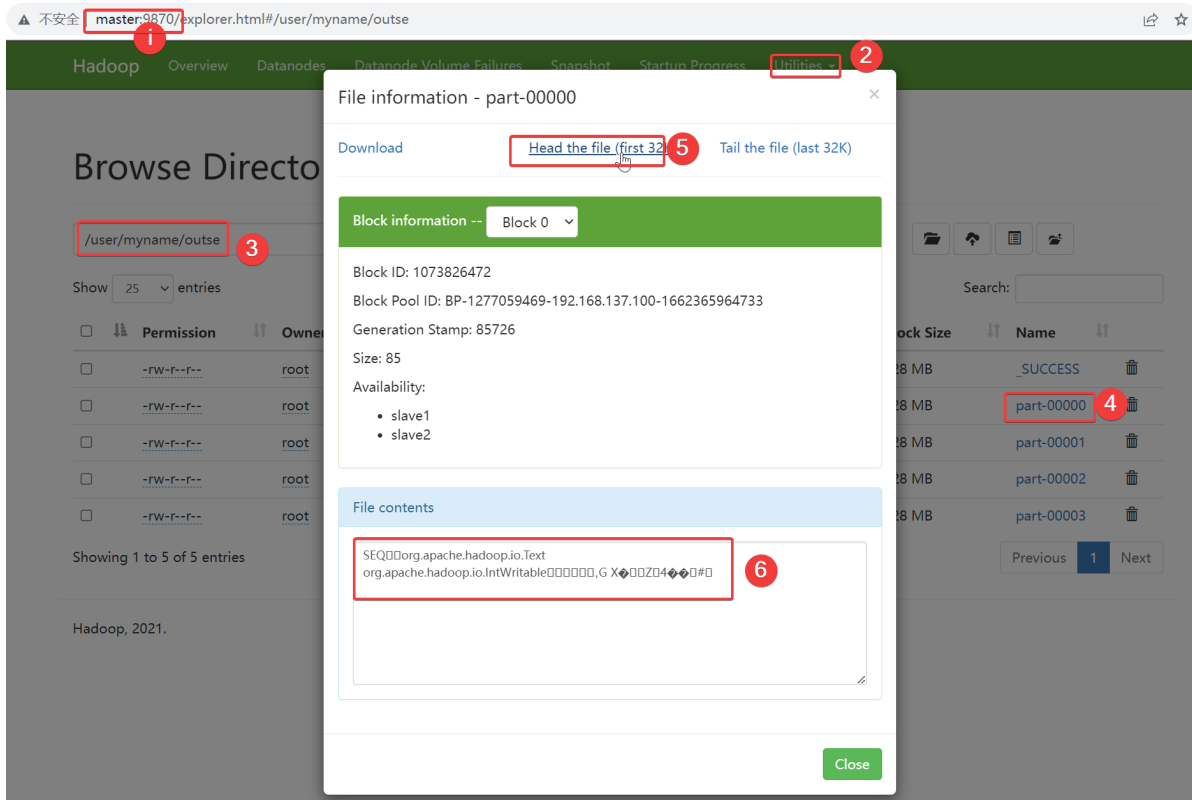 不安全 master:9870/explorer.html#/user/myname/outse
1
Hadoop Overview Datanodes Datanode Volume Failures Snapshot Startup Progress Utilities
2
File information - part-00000
×
Download Head the file (first 32 Tail the file (last 32K)
5
Browse Directo
Block information -- Block 0
/user/myname/outse
3
Block ID: 1073826472
Show 25 entries
Search:
Block Pool ID: BP-1277059469-192.168.137.100-1662365964733
Permission Owner ock Size Name
Generation Stamp: 85726
Size: 85
-rw-r--r-- root 28 MB _SUCCESS
Availability:
-rw-r--r-- root 28 MB part-00000
4
slave1
slave2
-rw-r--r-- root 28 MB part-00001
-rw-r--r-- root 28 MB part-00002
File contents
-rw-r--r-- root 28 MB part-00003
Showing 1 to 5 of 5 entries
Previous 1 Next
SEQ▯▯org.apache.hadoop.io.Text
org.apache.hadoop.io.IntWritable▯▯▯▯▯▯,G X�▯▯Z▯4��▯#▯
6
Hadoop, 2021.
Close